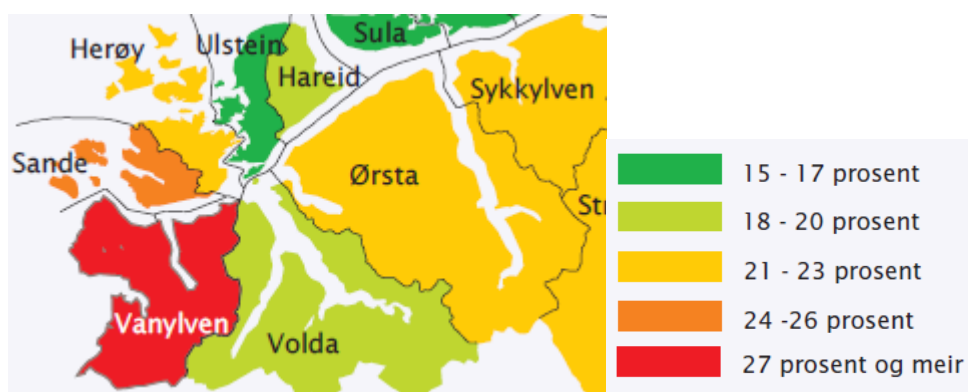 Herøy
Ulstein
Sula
Hareid
Sykkylven
Sande
Ørsta
Str
Vanylven
Volda
15 - 17 prosent
18 - 20 prosent
21 - 23 prosent
24 -26 prosent
27 prosent og meir